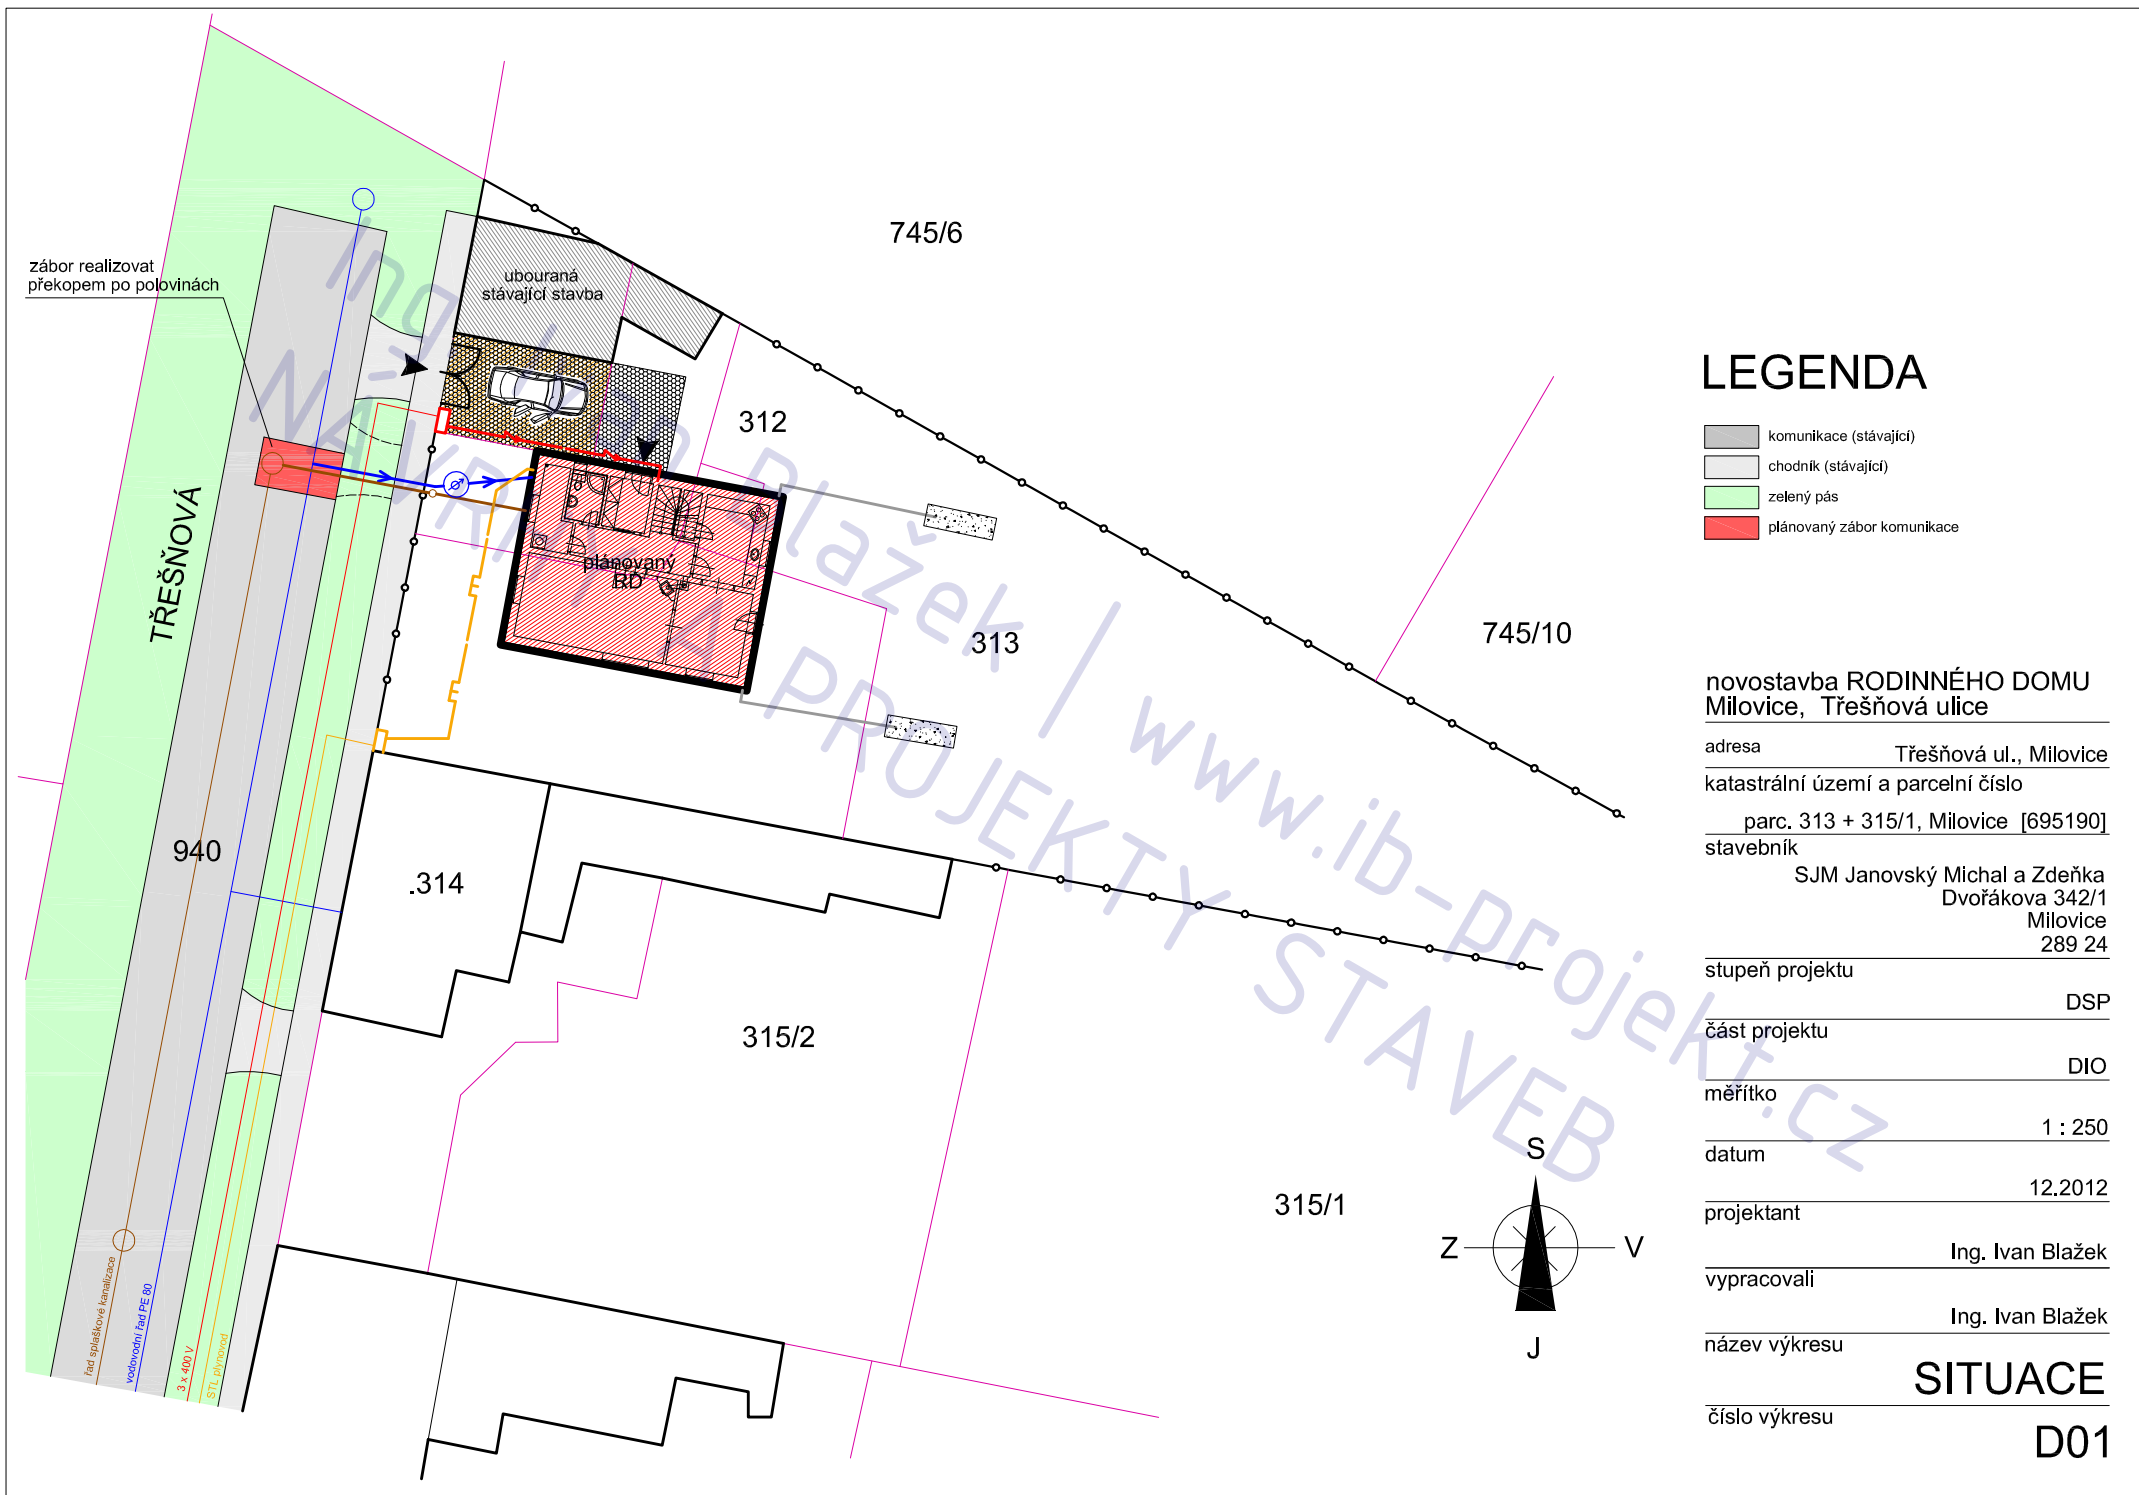 zábor realizovat
překopem po polovinách
ubouraná
stávající stavba
745/6
312
TŘEŠŇOVÁ
plánovaný
RD
313
745/10
940
.314
315/2
315/1
řad splaškové kanalizace
vodovodní řad PE 80
3 x 400 V
STL plynovod
S
Z
V
J
Ing. Ivan Blažek | www.ib-projekt.cz
NÁVRHY A PROJEKTY STAVEB
LEGENDA
komunikace (stávající)
chodník (stávající)
zelený pás
plánovaný zábor komunikace
novostavba RODINNÉHO DOMU
Milovice, Třešňová ulice
adresa
Třešňová ul., Milovice
katastrální území a parcelní číslo
parc. 313 + 315/1, Milovice [695190]
stavebník
SJM Janovský Michal a Zdeňka
Dvořákova 342/1
Milovice
289 24
stupeň projektu
DSP
část projektu
DIO
měřítko
1 : 250
datum
12.2012
projektant
Ing. Ivan Blažek
vypracovali
Ing. Ivan Blažek
název výkresu
SITUACE
číslo výkresu
D01